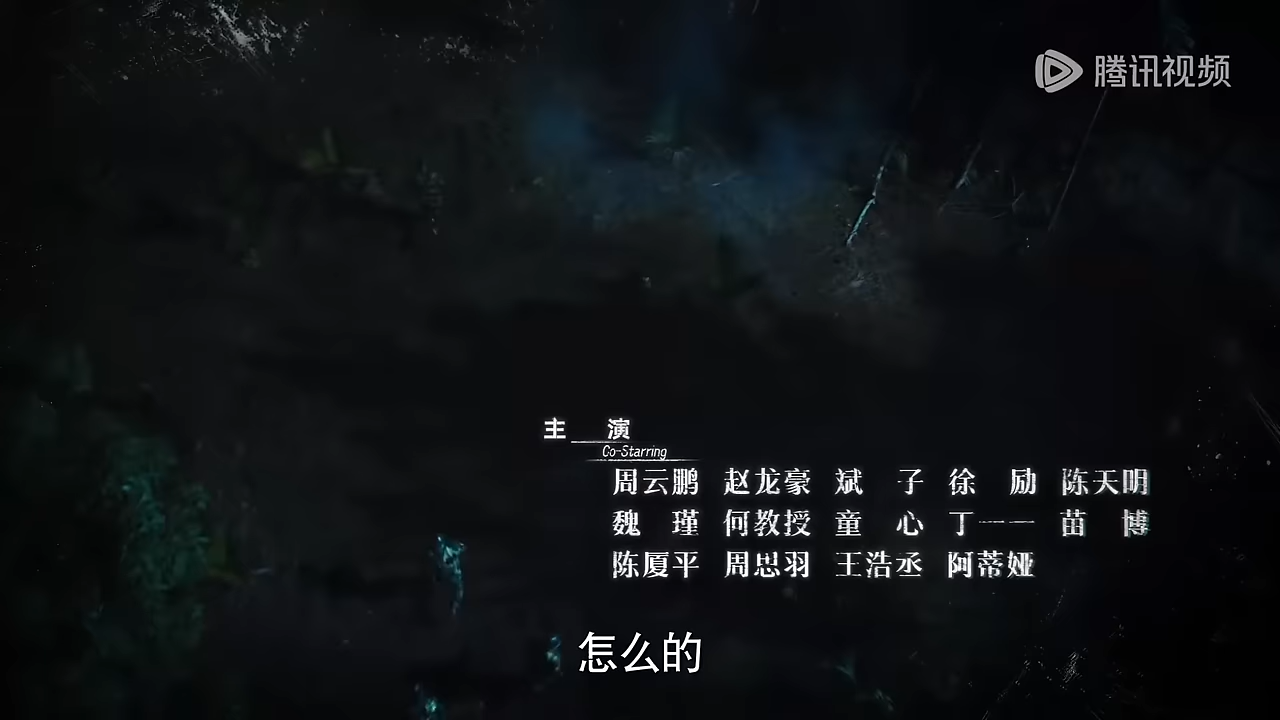 腾讯视频
主 演
Co-Starring
周云鹏 赵龙豪 斌 子 徐 励 陈天明
魏 瑾 何教授 童 心 丁一一 苗 博
陈厦平 周思羽 王浩丞 阿蒂娅
怎么的